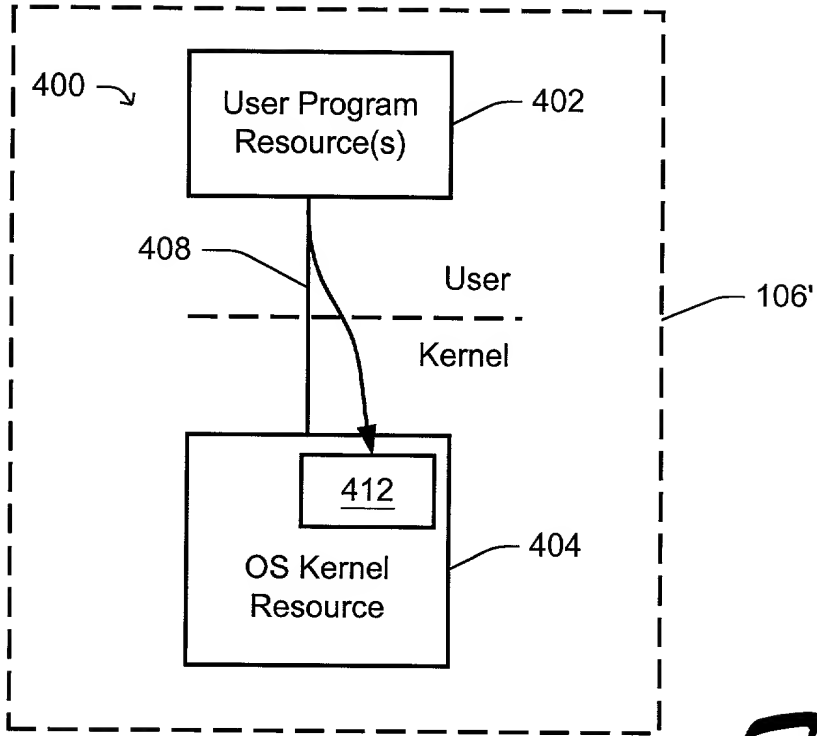 400
User Program
Resource(s)
402
408
User
106'
Kernel
412
404
OS Kernel
Resource